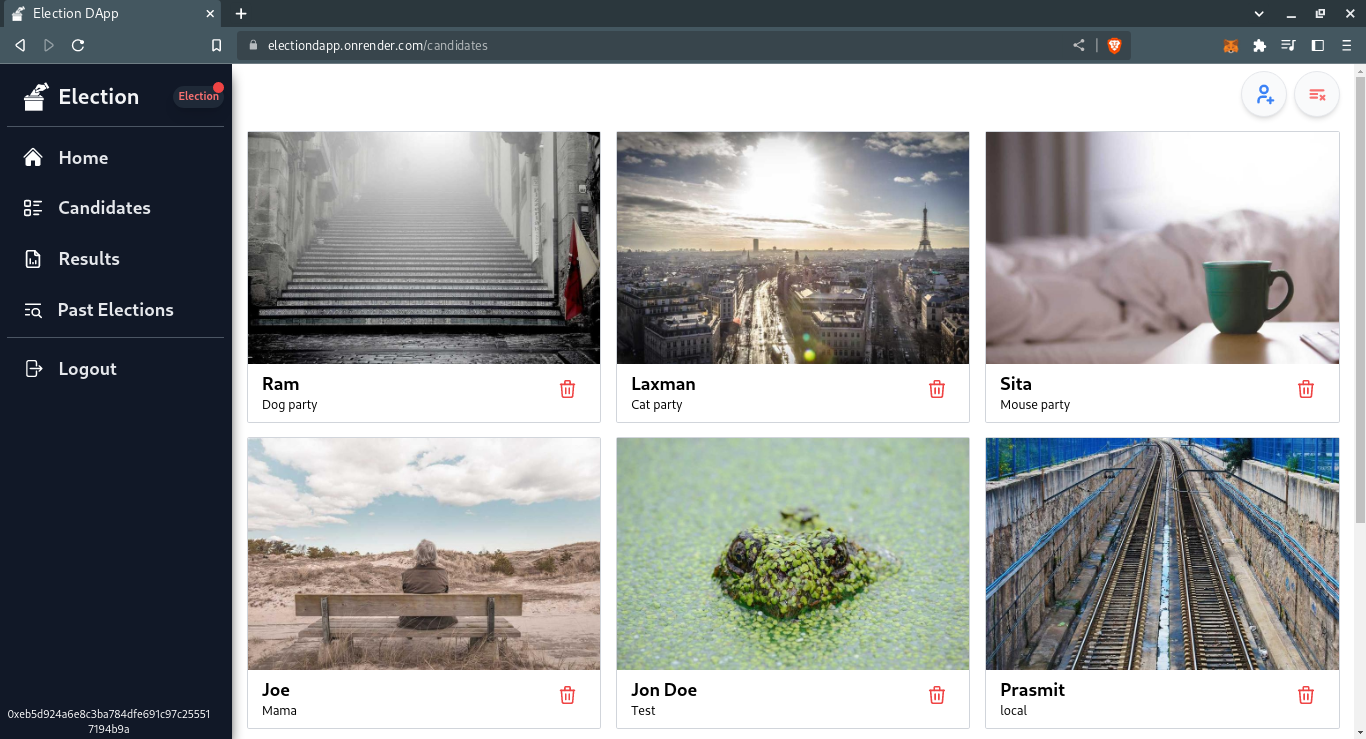 Election DApp
electiondapp.onrender.com/candidates
Election
Election
Home
Candidates
Results
Past Elections
Logout
0xeb5d924a6e8c3ba784dfe691c97c25551
7194b9a
Ram
Dog party
Laxman
Cat party
Sita
Mouse party
Joe
Mama
Jon Doe
Test
Prasmit
local